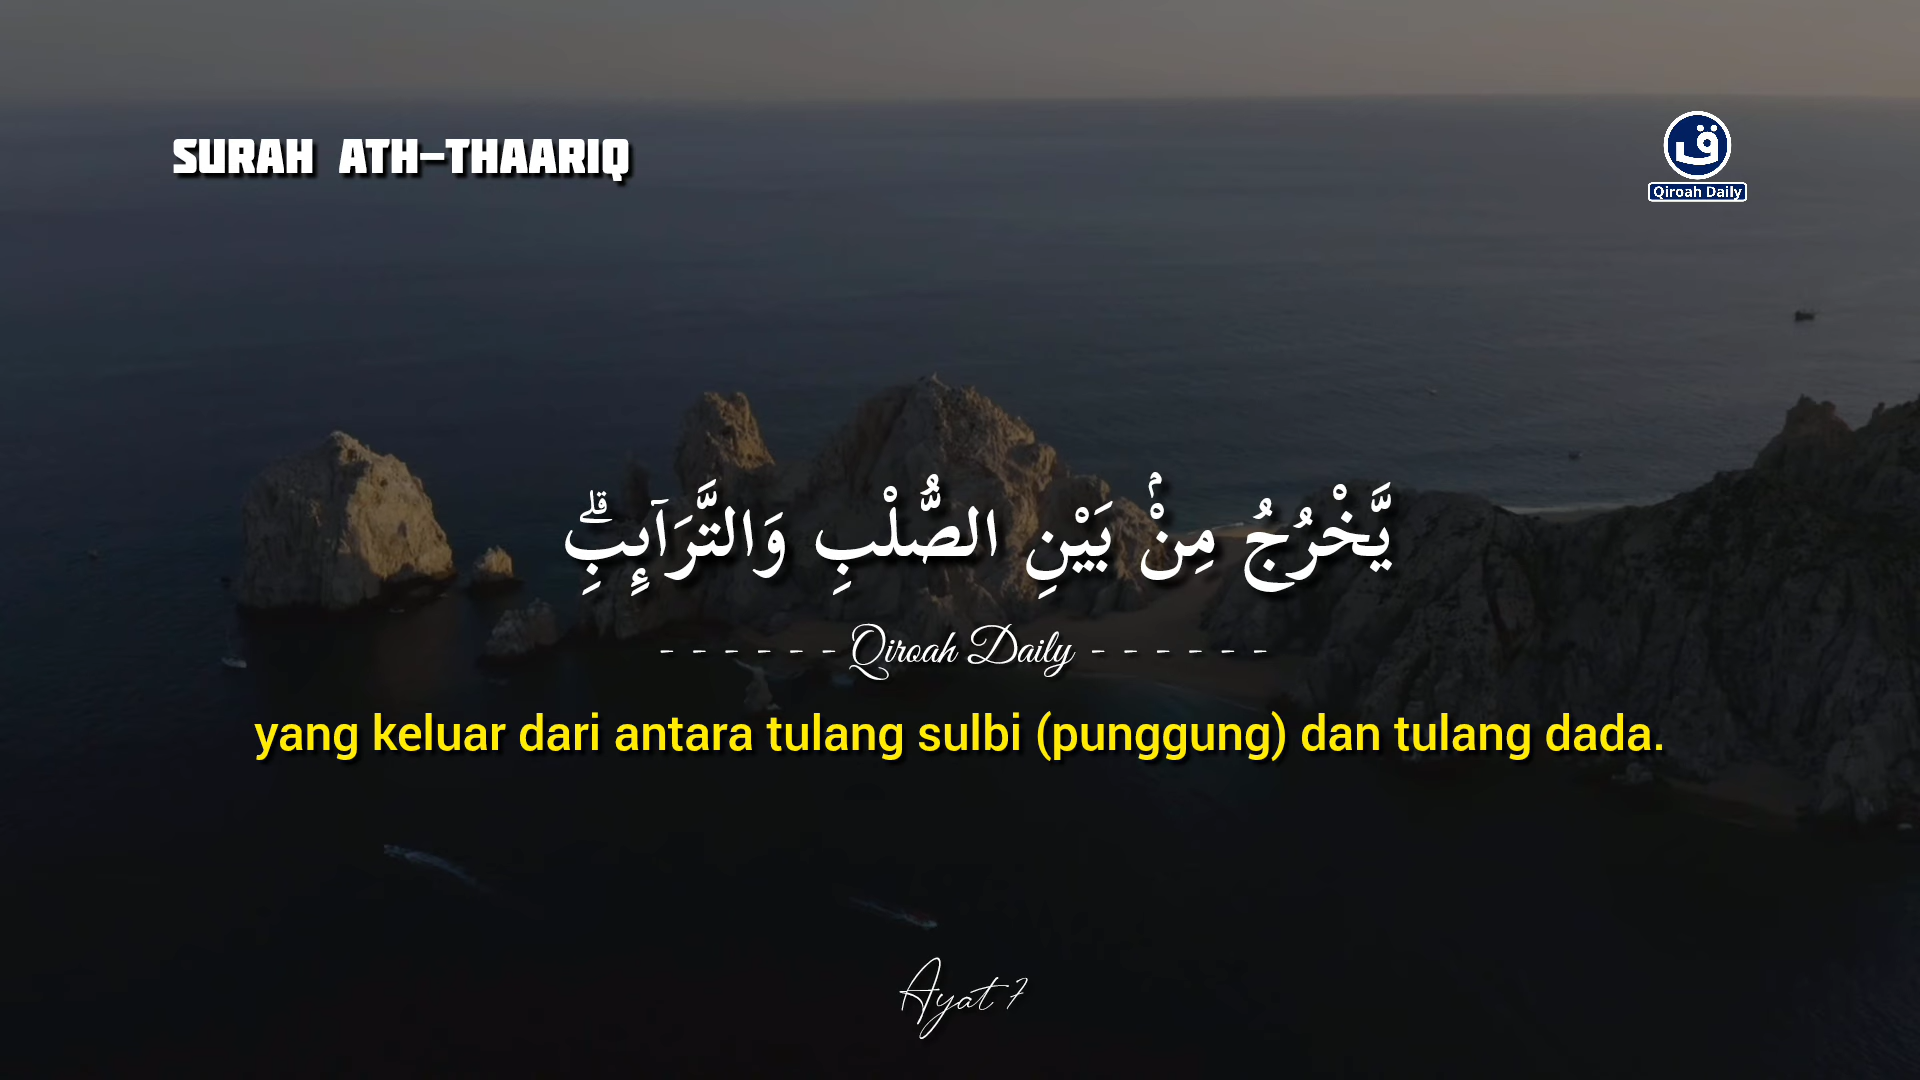 SURAH ATH-THAARIQ
ق
Qiroah Daily
يَّخْرُجُ مِنْۢ بَيْنِ الصُّلْبِ وَالتَّرَاۤىِٕبِۗ
- - - - - - Qiroah Daily - - - - - -
yang keluar dari antara tulang sulbi (punggung) dan tulang dada.
Ayat 7